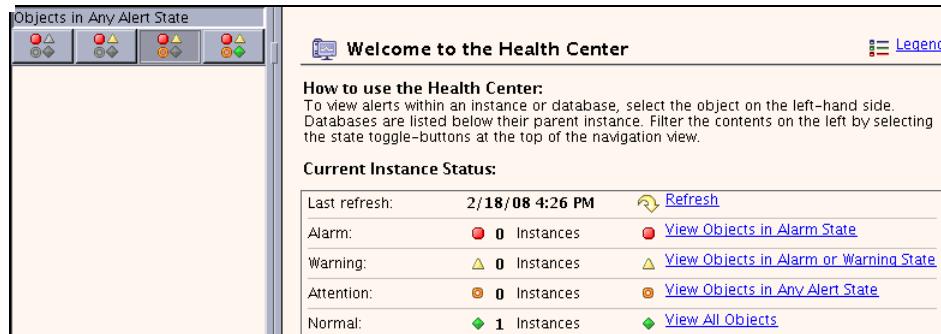 Objects in Any Alert State
Welcome to the Health Center
Legend
How to use the Health Center:
To view alerts within an instance or database, select the object on the left-hand side.
Databases are listed below their parent instance. Filter the contents on the left by selecting
the state toggle-buttons at the top of the navigation view.
Current Instance Status:
Last refresh: 2/18/08 4:26 PM Refresh
Alarm: 0 Instances View Objects in Alarm State
Warning: 0 Instances View Objects in Alarm or Warning State
Attention: 0 Instances View Objects in Any Alert State
Normal: 1 Instances View All Objects